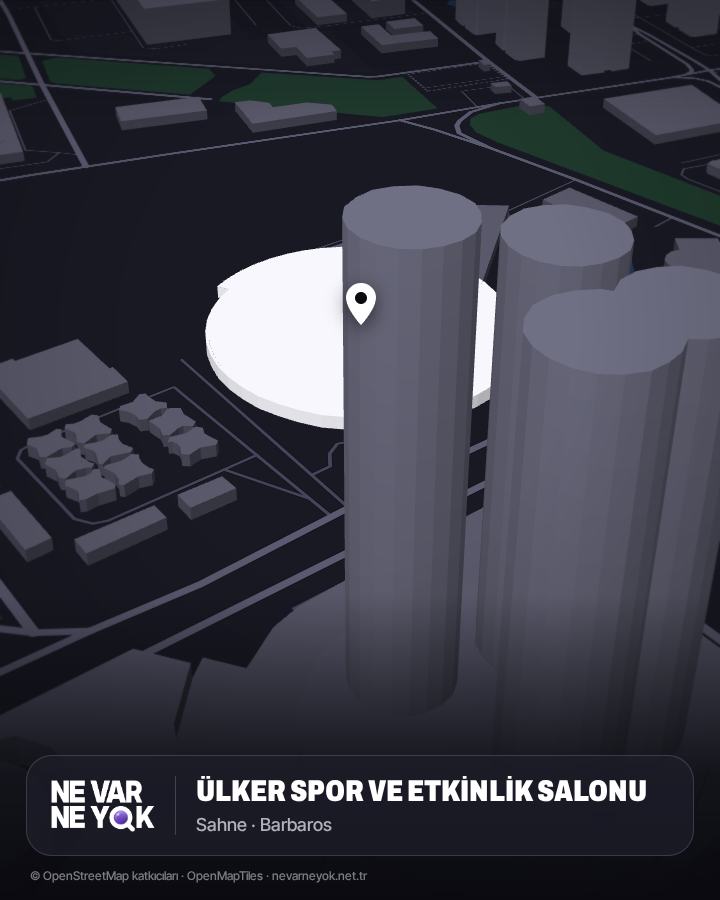 NE VAR
NE YOK
ÜLKER SPOR VE ETKİNLİK SALONU
Sahne · Barbaros
© OpenStreetMap katkıcıları · OpenMapTiles · nevarneyok.net.tr